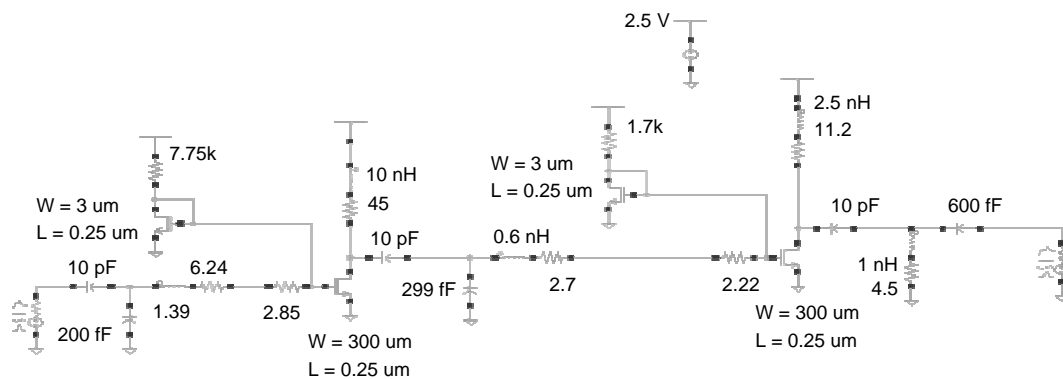 2.5 V
7.75k
W = 3 um
L = 0.25 um
10 nH
45
1.7k
W = 3 um
L = 0.25 um
2.5 nH
11.2
10 pF
6.24
10 pF
0.6 nH
10 pF
600 fF
200 fF
1.39
2.85
299 fF
2.7
2.22
1 nH
4.5
W = 300 um
L = 0.25 um
W = 300 um
L = 0.25 um